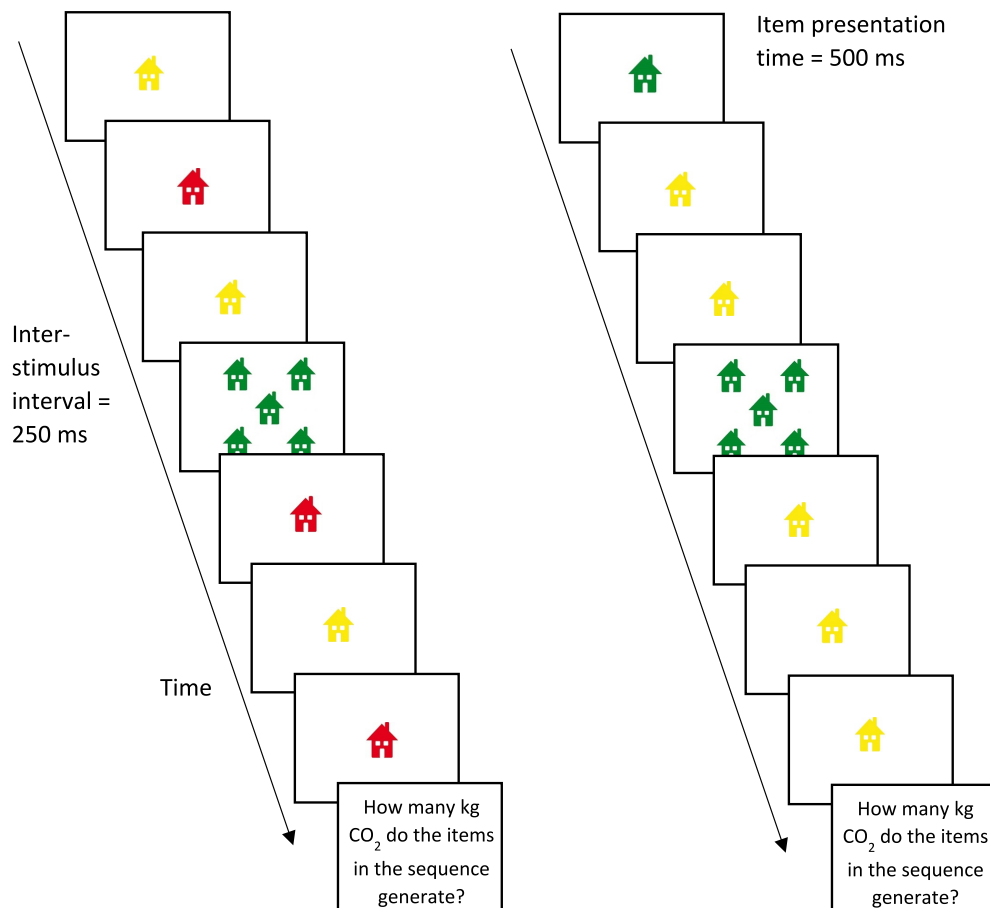 Item presentation
time = 500 ms
Inter-
stimulus
interval =
250 ms
Time
How many kg
CO₂ do the items
in the sequence
generate?
How many kg
CO₂ do the items
in the sequence
generate?